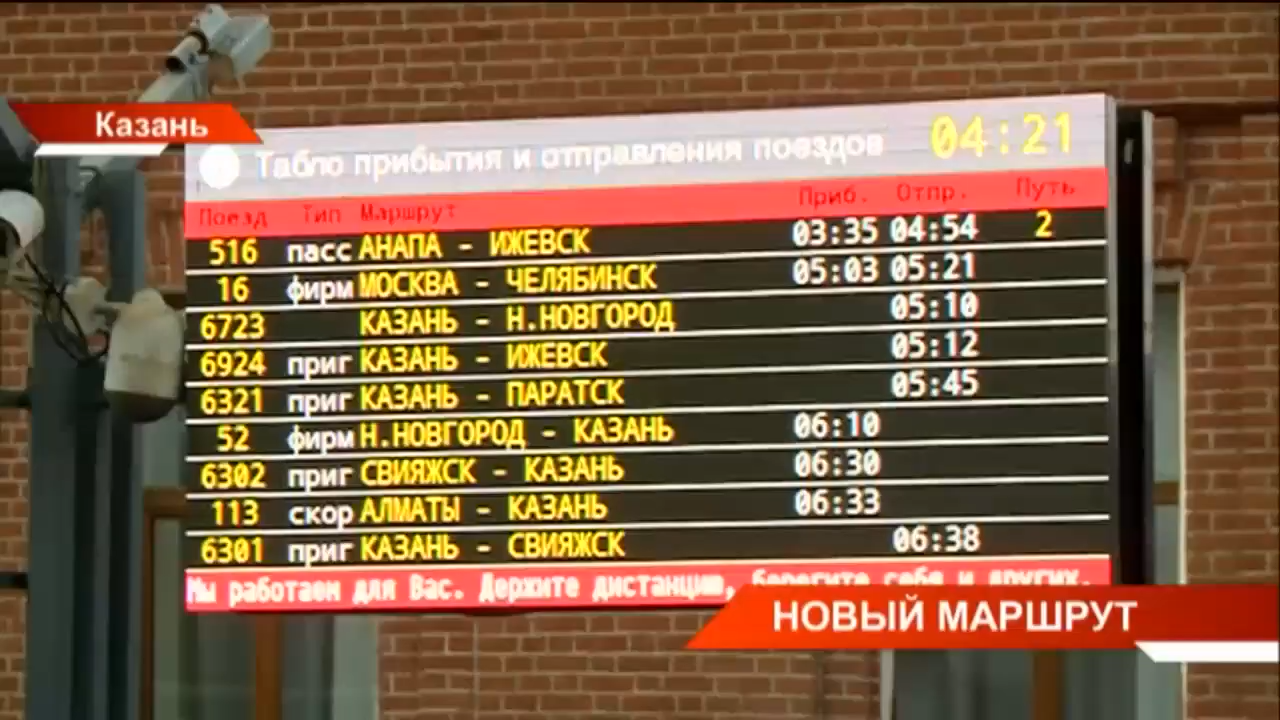 Казань
Табло прибытия и отправления поездов 04:21
Поезд Тип Маршрут Приб. Отпр. Путь
516 пасс АНАПА - ИЖЕВСК 03:35 04:54 2
16 фирм МОСКВА - ЧЕЛЯБИНСК 05:03 05:21
6723 КАЗАНЬ - Н.НОВГОРОД 05:10
6924 приг КАЗАНЬ - ИЖЕВСК 05:12
6321 приг КАЗАНЬ - ПАРАТСК 05:45
52 фирм Н.НОВГОРОД - КАЗАНЬ 06:10
6302 приг СВИЯЖСК - КАЗАНЬ 06:30
113 скор АЛМАТЫ - КАЗАНЬ 06:33
6301 приг КАЗАНЬ - СВИЯЖСК 06:38
Мы работаем для Вас. Держите дистанцию, берегите себя и других.
НОВЫЙ МАРШРУТ